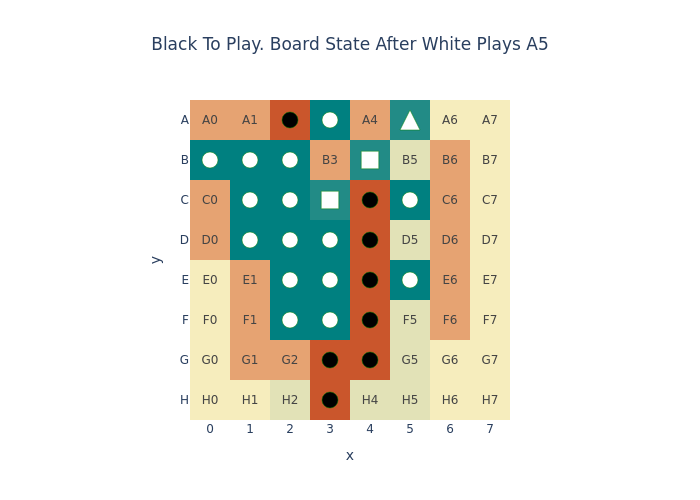 Black To Play. Board State After White Plays A5
A A0 A1 A4 A6 A7
B B3 B5 B6 B7
C C0 C6 C7
D D0 D5 D6 D7
E E0 E1 E6 E7
F F0 F1 F5 F6 F7
G G0 G1 G2 G5 G6 G7
H H0 H1 H2 H4 H5 H6 H7
0 1 2 3 4 5 6 7
x
y